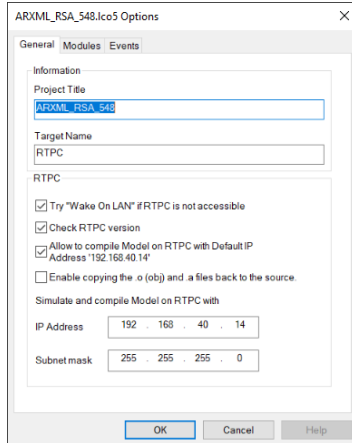 ARXML_RSA_548.lco5 Options
General Modules Events
Information
Project Title
ARXML_RSA_548
Target Name
RTPC
RTPC
Try "Wake On LAN" if RTPC is not accessible
Check RTPC version
Allow to compile Model on RTPC with Default IP
Address '192.168.40.14'
Enable copying the .o (obj) and .a files back to the source.
Simulate and compile Model on RTPC with
IP Address 192 . 168 . 40 . 14
Subnet mask 255 . 255 . 255 . 0
OK Cancel Help